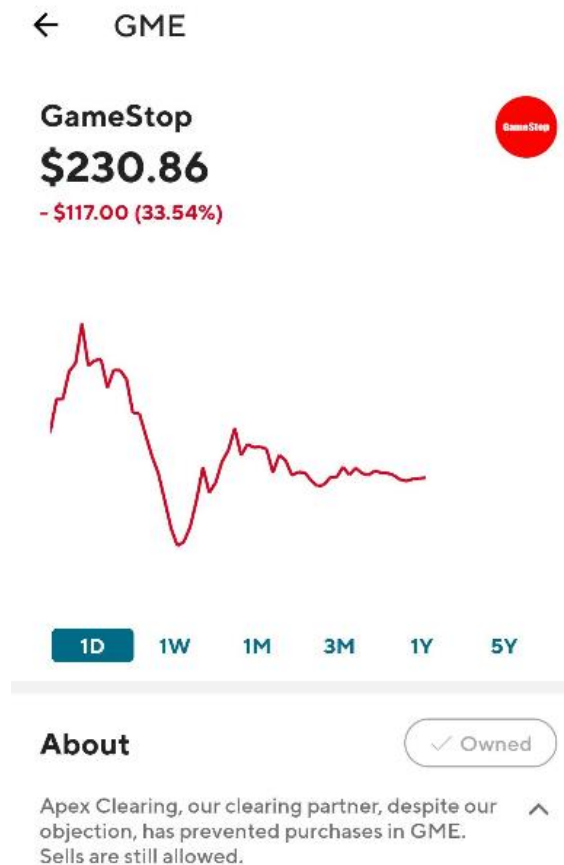 GME
GameStop
GameStop
$230.86
- $117.00 (33.54%)
1D 1W 1M 3M 1Y 5Y
About
Owned
Apex Clearing, our clearing partner, despite our
objection, has prevented purchases in GME.
Sells are still allowed.